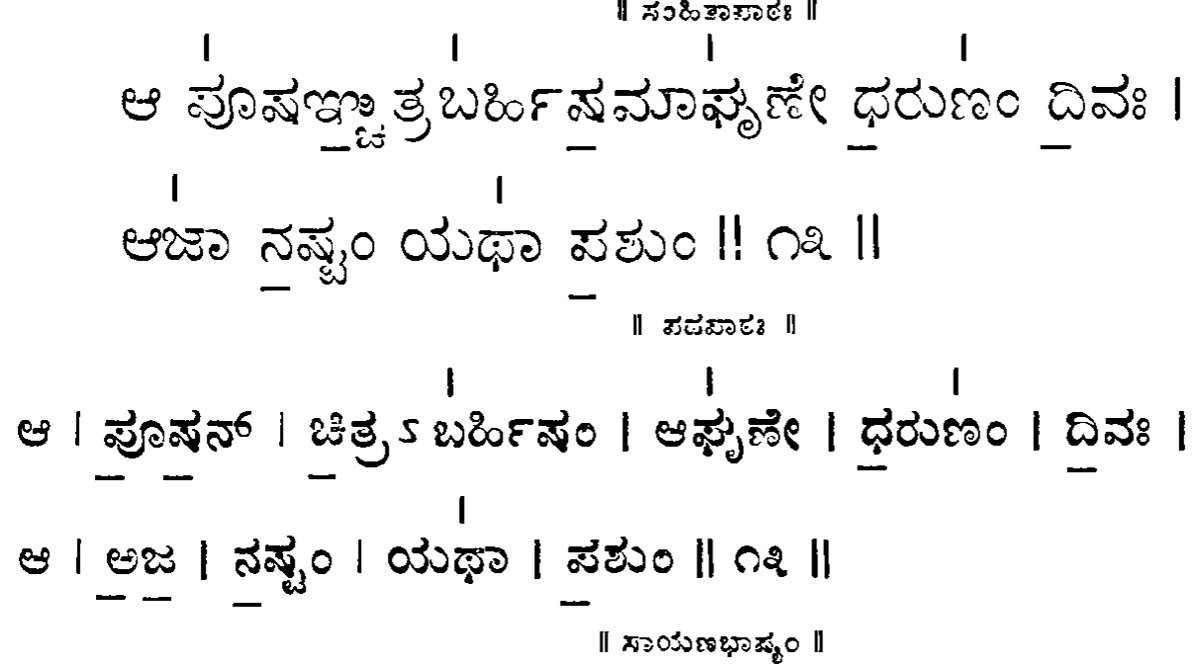 || ಸಂಹಿತಾಪಾಠಃ ||
ಆ ಪೂಷಞ್ಚಿತ್ರಬರ್ಹಿಷಮಾಘೃಣೇ ಧರುಣಂ ದಿವಃ |
ಆಜಾ ನಷ್ಟಂ ಯಥಾ ಪಶುಂ || ೧೩ ||
|| ಪದಪಾಠಃ ||
ಆ | ಪೂಷನ್ | ಚಿತ್ರಽಬರ್ಹಿಷಂ | ಆಘೃಣೇ | ಧರುಣಂ | ದಿವಃ |
ಆ | ಅಜ | ನಷ್ಟಂ | ಯಥಾ | ಪಶುಂ || ೧೩ ||
|| ಸಾಯಣಭಾಷ್ಯಂ ||